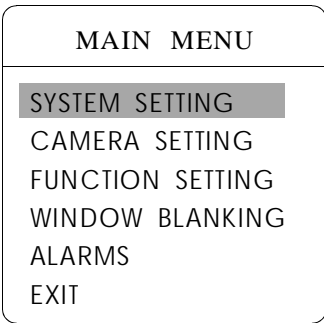 MAIN MENU
SYSTEM SETTING
CAMERA SETTING
FUNCTION SETTING
WINDOW BLANKING
ALARMS
EXIT